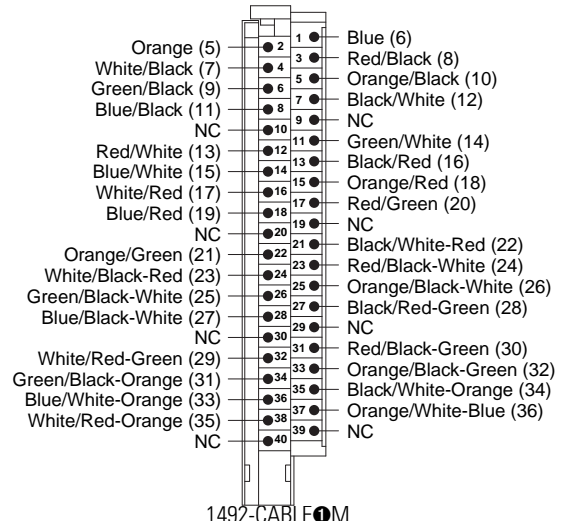 1 Blue (6)
Orange (5) 2
3 Red/Black (8)
White/Black (7) 4
5 Orange/Black (10)
Green/Black (9) 6
7 Black/White (12)
Blue/Black (11) 8
9 NC
NC 10
11 Green/White (14)
Red/White (13) 12
13 Black/Red (16)
Blue/White (15) 14
15 Orange/Red (18)
White/Red (17) 16
17 Red/Green (20)
Blue/Red (19) 18
19 NC
NC 20
21 Black/White-Red (22)
Orange/Green (21) 22
23 Red/Black-White (24)
White/Black-Red (23) 24
25 Orange/Black-White (26)
Green/Black-White (25) 26
27 Black/Red-Green (28)
Blue/Black-White (27) 28
29 NC
NC 30
31 Red/Black-Green (30)
White/Red-Green (29) 32
33 Orange/Black-Green (32)
Green/Black-Orange (31) 34
35 Black/White-Orange (34)
Blue/White-Orange (33) 36
37 Orange/White-Blue (36)
White/Red-Orange (35) 38
39 NC
NC 40
1492-CABLE❶M